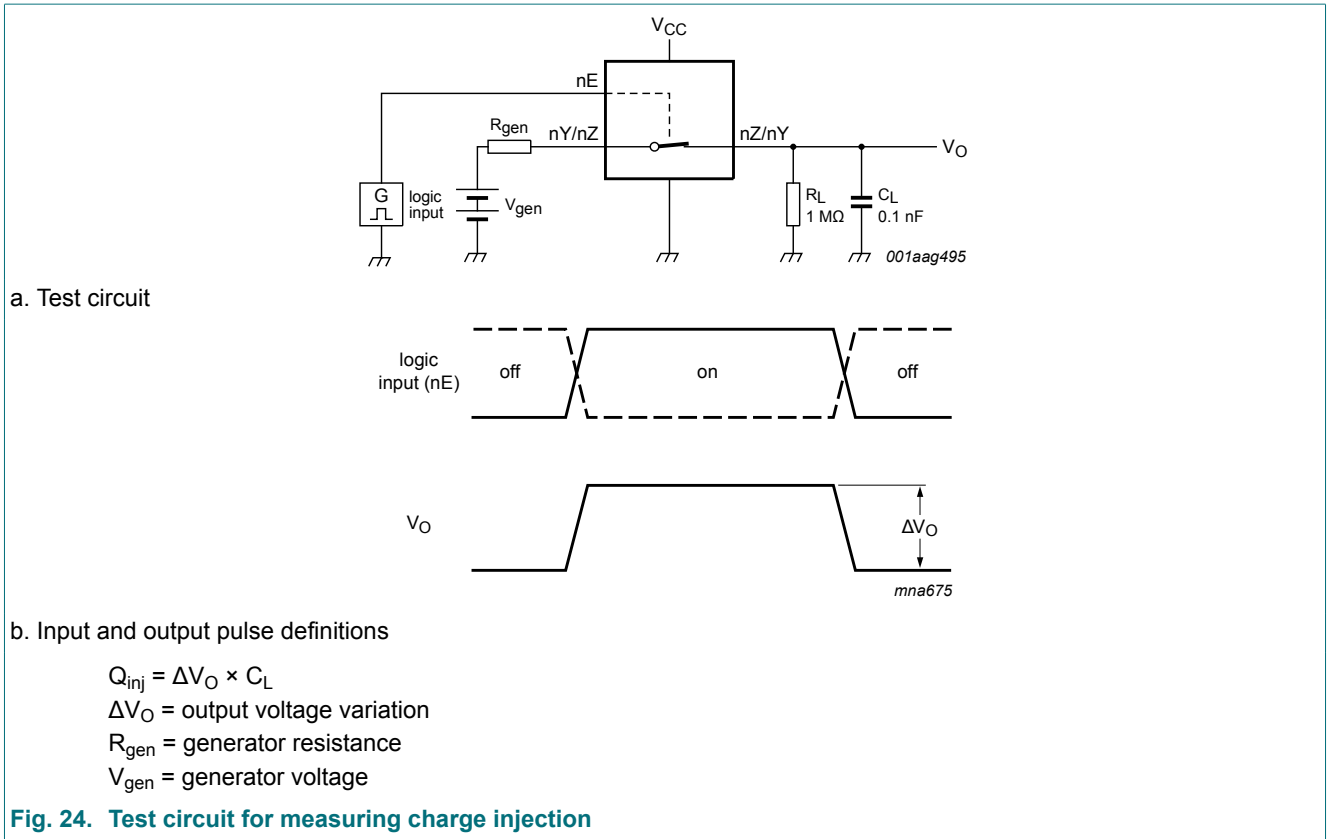 VCC
nE
Rgen
nY/nZ
nZ/nY
VO
G
logic
input
Vgen
RL
1 MΩ
CL
0.1 nF
001aag495
a. Test circuit
logic
input (nE)
off
on
off
VO
ΔVO
mna675
b. Input and output pulse definitions
Qinj = ΔVO × CL
ΔVO = output voltage variation
Rgen = generator resistance
Vgen = generator voltage
Fig. 24. Test circuit for measuring charge injection